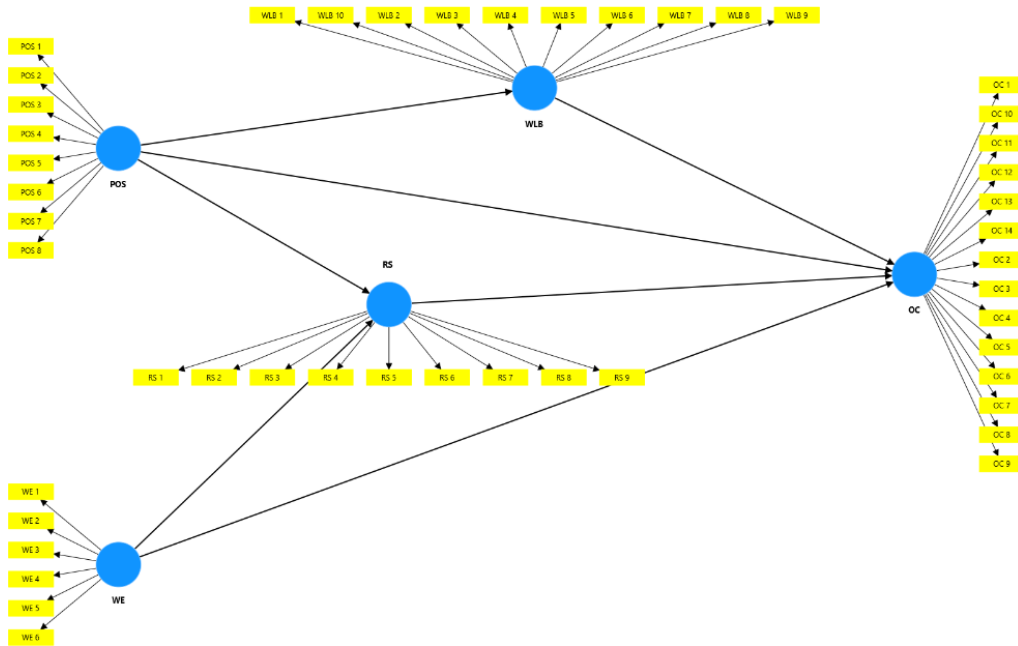 WLB 1
WLB 10
WLB 2
WLB 3
WLB 4
WLB 5
WLB 6
WLB 7
WLB 8
WLB 9
WLB
POS 1
POS 2
POS 3
POS 4
POS 5
POS 6
POS 7
POS 8
POS
OC 1
OC 10
OC 11
OC 12
OC 13
OC 14
OC 2
OC 3
OC 4
OC 5
OC 6
OC 7
OC 8
OC 9
OC
RS
RS 1
RS 2
RS 3
RS 4
RS 5
RS 6
RS 7
RS 8
RS 9
WE 1
WE 2
WE 3
WE 4
WE 5
WE 6
WE